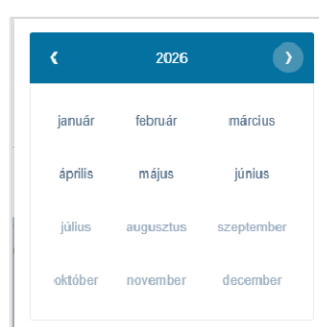 2026
január február március
április május június
július augusztus szeptember
október november december